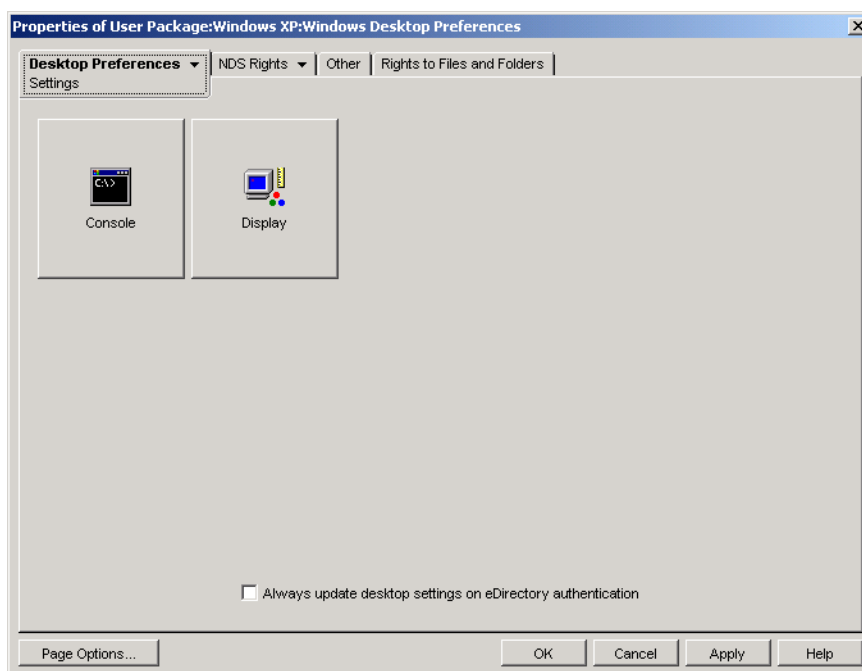 Properties of User Package:Windows XP:Windows Desktop Preferences
Desktop Preferences NDS Rights Other Rights to Files and Folders
Settings
C:\>
Console Display
Always update desktop settings on eDirectory authentication
Page Options... OK Cancel Apply Help